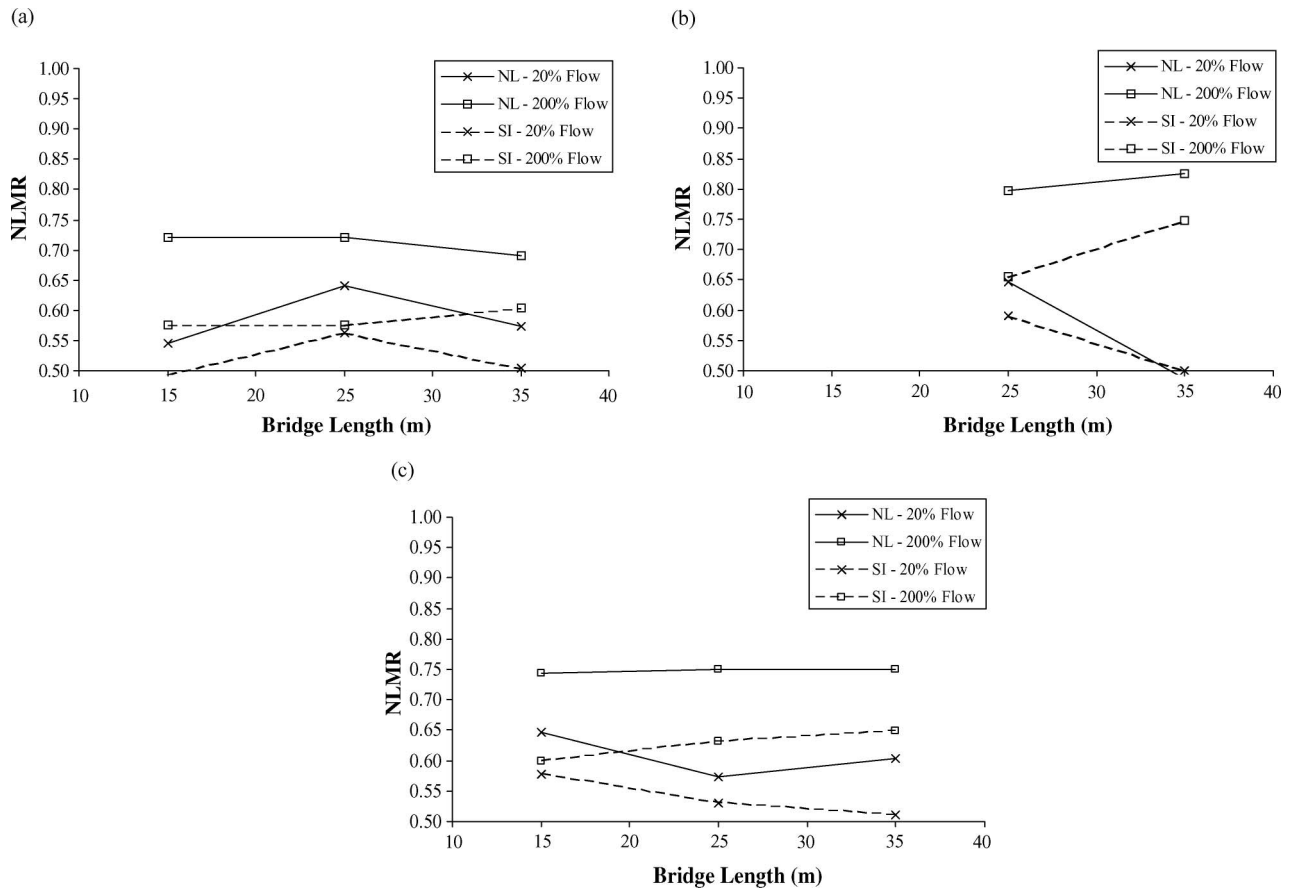 (a)
NL - 20% Flow
NL - 200% Flow
SI - 20% Flow
SI - 200% Flow
1.00
0.95
0.90
0.85
0.80
0.75
0.70
0.65
0.60
0.55
0.50
NLMR
10 15 20 25 30 35 40
Bridge Length (m)
(b)
NL - 20% Flow
NL - 200% Flow
SI - 20% Flow
SI - 200% Flow
1.00
0.95
0.90
0.85
0.80
0.75
0.70
0.65
0.60
0.55
0.50
NLMR
10 15 20 25 30 35 40
Bridge Length (m)
(c)
NL - 20% Flow
NL - 200% Flow
SI - 20% Flow
SI - 200% Flow
1.00
0.95
0.90
0.85
0.80
0.75
0.70
0.65
0.60
0.55
0.50
NLMR
10 15 20 25 30 35 40
Bridge Length (m)